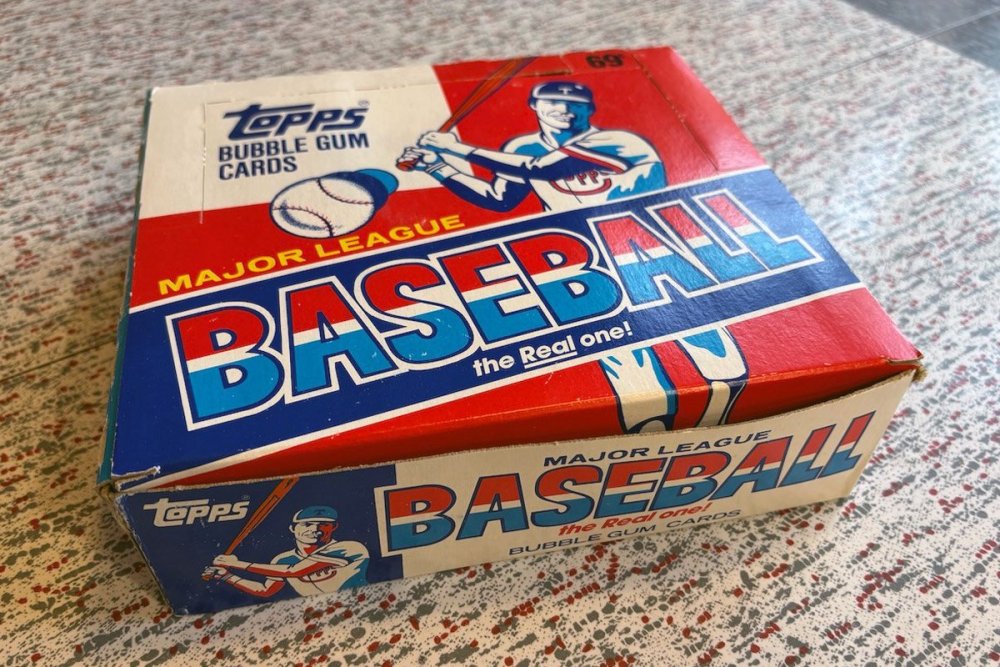 69¢
Topps®
BUBBLE GUM
CARDS
MAJOR LEAGUE
BASEBALL
the Real one!
Topps®
MAJOR LEAGUE
BASEBALL
the Real one!
BUBBLE GUM CARDS